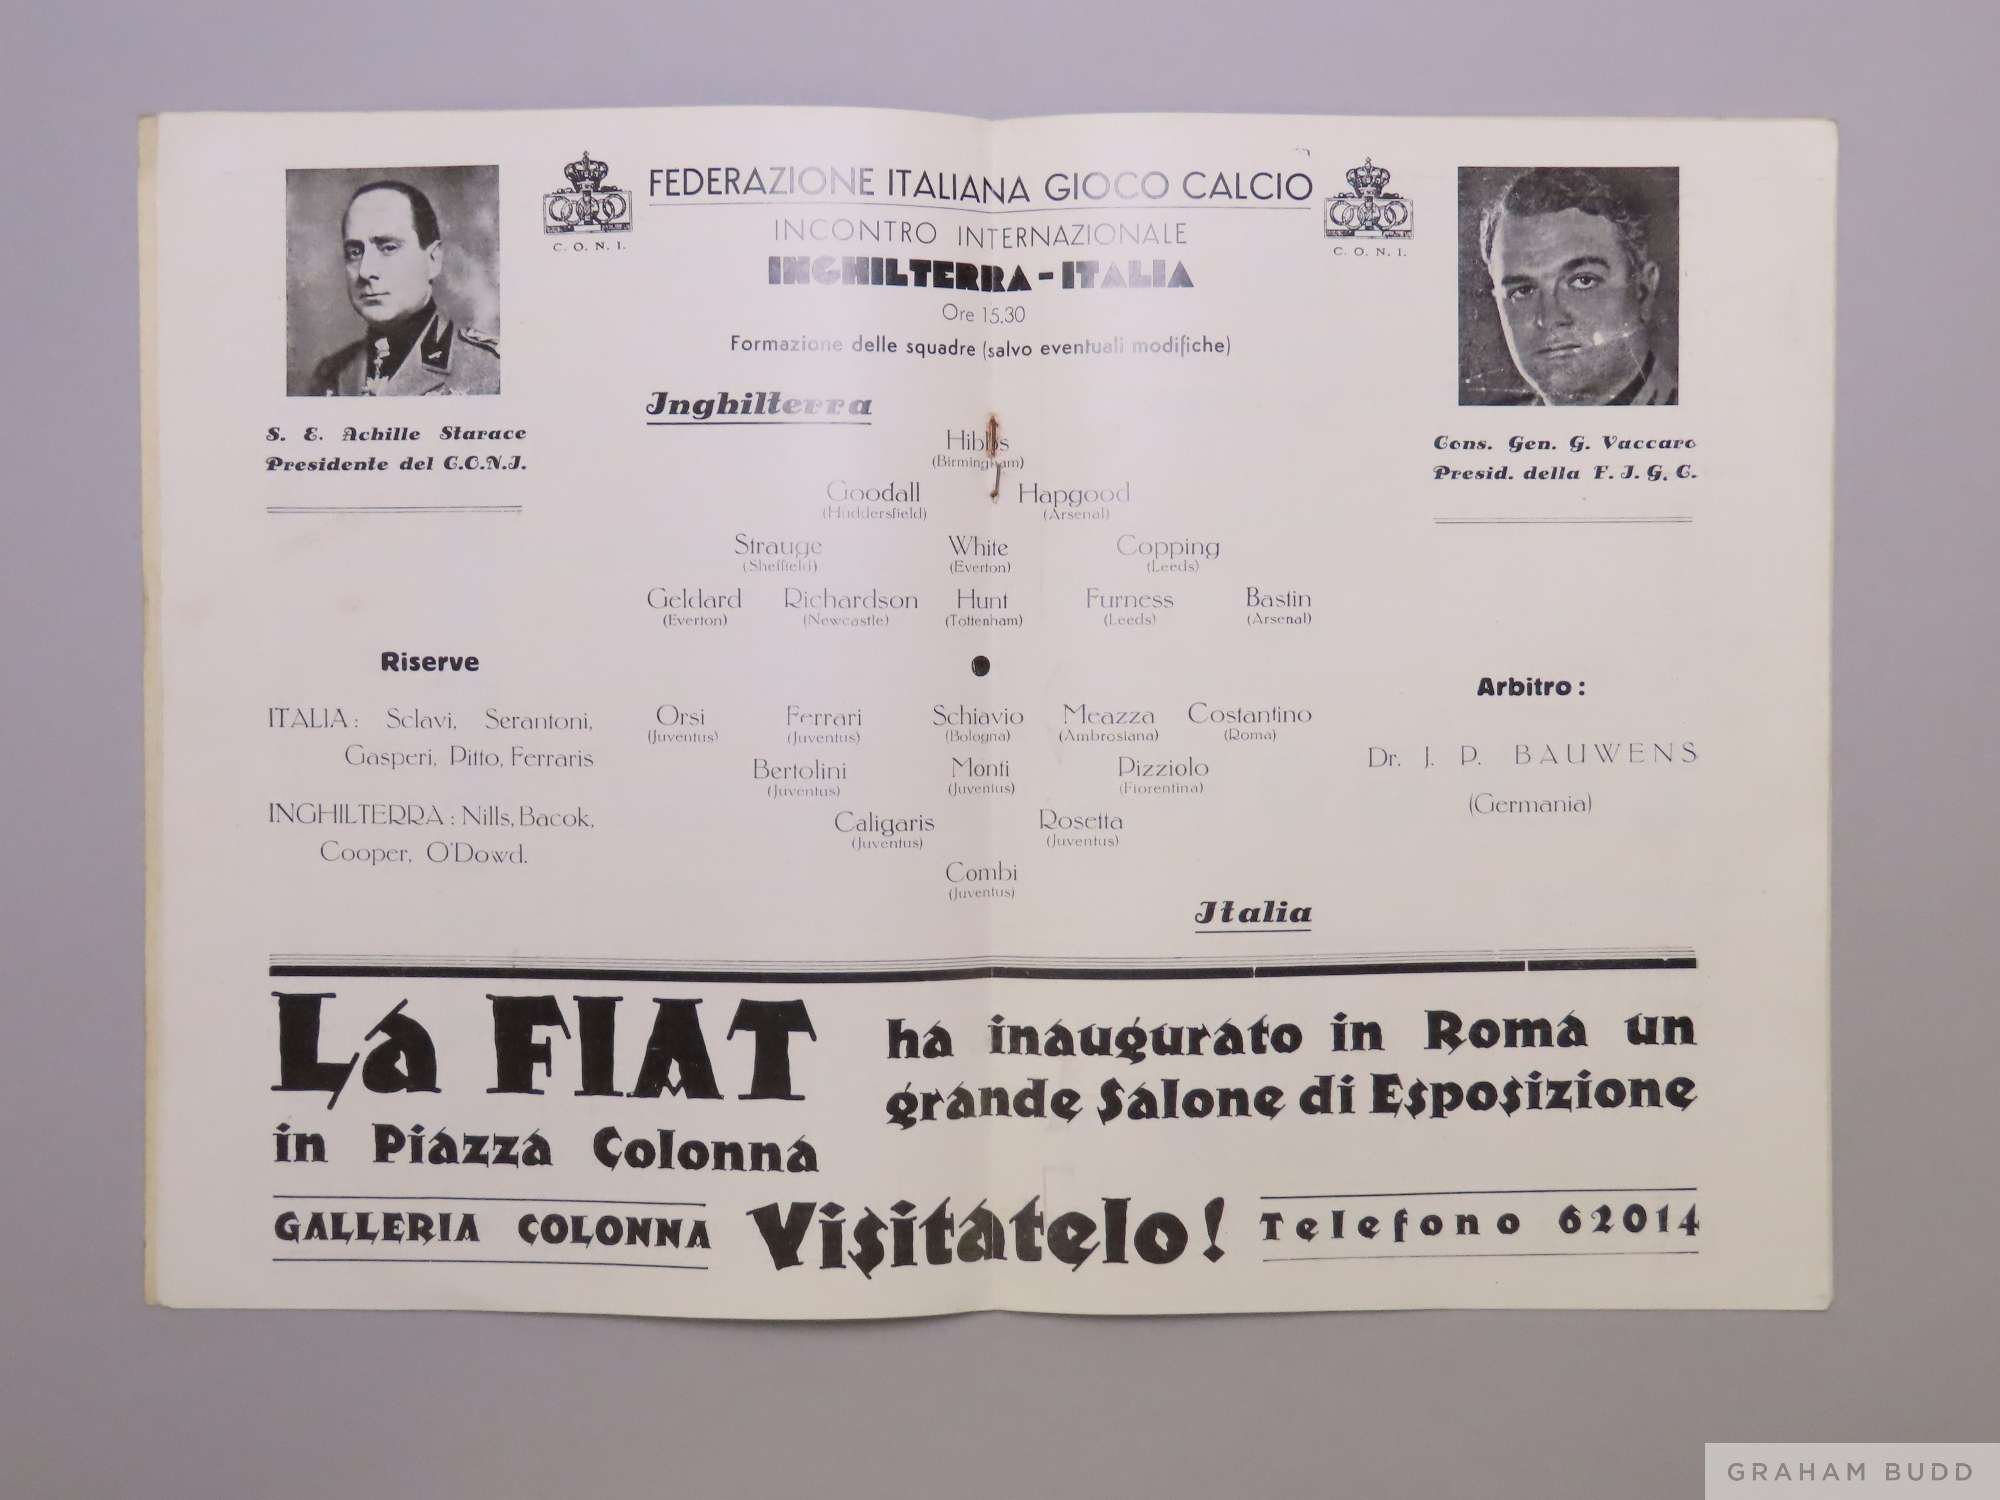 FEDERAZIONE ITALIANA GIOCO CALCIO
INCONTRO INTERNAZIONALE
INGHILTERRA - ITALIA
Ore 15.30
Formazione delle squadre (salvo eventuali modifiche)
C. O. N. I.
C. O. N. I.
S. E. Achille Starace
Presidente del C.O.N.I.
Cons. Gen. G. Vaccaro
Presid. della F. I. G. C.
Inghilterra
Hibbs
(Birmingham)
Goodall Hapgood
(Huddersfield) (Arsenal)
Strauge White Copping
(Sheffield) (Everton) (Leeds)
Geldard Richardson Hunt Furness Bastin
(Everton) (Newcastle) (Tottenham) (Leeds) (Arsenal)
Riserve
ITALIA: Sclavi, Serantoni,
Gasperi, Pitto, Ferraris
INGHILTERRA: Nills, Bacok,
Cooper, O'Dowd.
Orsi Ferrari Schiavio Meazza Costantino
(Juventus) (Juventus) (Bologna) (Ambrosiana) (Roma)
Bertolini Monti Pizziolo
(Juventus) (Juventus) (Fiorentina)
Caligaris Rosetta
(Juventus) (Juventus)
Combi
(Juventus)
Italia
Arbitro:
Dr. J. P. BAUWENS
(Germania)
La FIAT
in Piazza Colonna
ha inaugurato in Roma un
grande Salone di Esposizione
GALLERIA COLONNA Visitatelo! Telefono 62014
GRAHAM BUDD